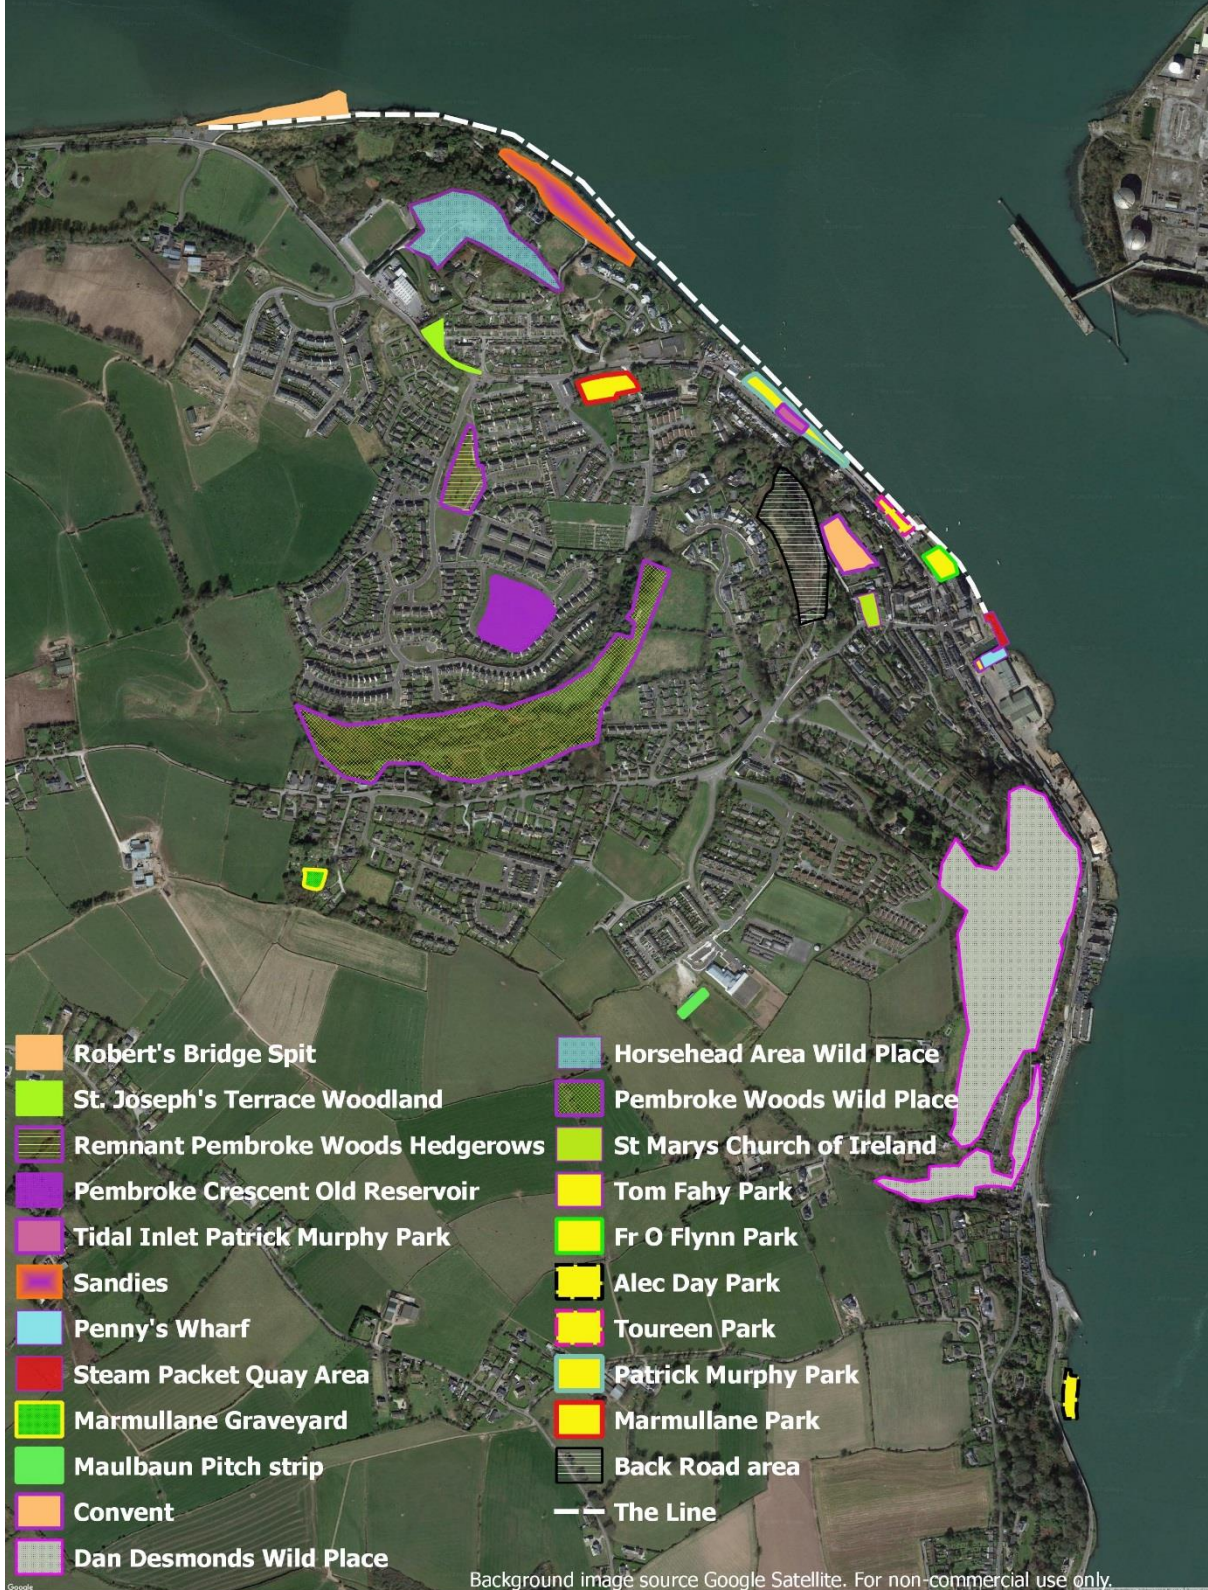 Robert's Bridge Spit
St. Joseph's Terrace Woodland
Remnant Pembroke Woods Hedgerows
Pembroke Crescent Old Reservoir
Tidal Inlet Patrick Murphy Park
Sandies
Penny's Wharf
Steam Packet Quay Area
Marmullane Graveyard
Maulbaun Pitch strip
Convent
Dan Desmonds Wild Place
Horsehead Area Wild Place
Pembroke Woods Wild Place
St Marys Church of Ireland
Tom Fahy Park
Fr O Flynn Park
Alec Day Park
Toureen Park
Patrick Murphy Park
Marmullane Park
Back Road area
The Line
Google
Background image source Google Satellite. For non-commercial use only.